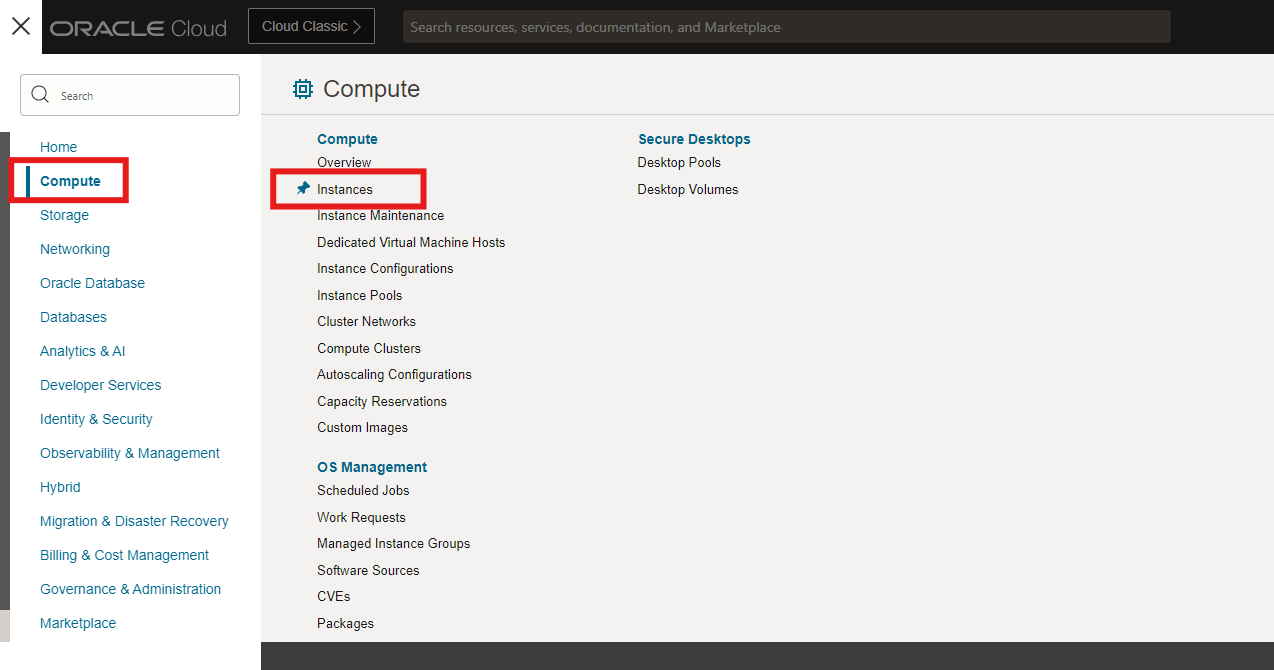 ORACLE Cloud
Cloud Classic
Search resources, services, documentation, and Marketplace
Search
Home
Compute
Storage
Networking
Oracle Database
Databases
Analytics & AI
Developer Services
Identity & Security
Observability & Management
Hybrid
Migration & Disaster Recovery
Billing & Cost Management
Governance & Administration
Marketplace
Compute
Compute
Overview
Instances
Instance Maintenance
Dedicated Virtual Machine Hosts
Instance Configurations
Instance Pools
Cluster Networks
Compute Clusters
Autoscaling Configurations
Capacity Reservations
Custom Images
OS Management
Scheduled Jobs
Work Requests
Managed Instance Groups
Software Sources
CVEs
Packages
Secure Desktops
Desktop Pools
Desktop Volumes